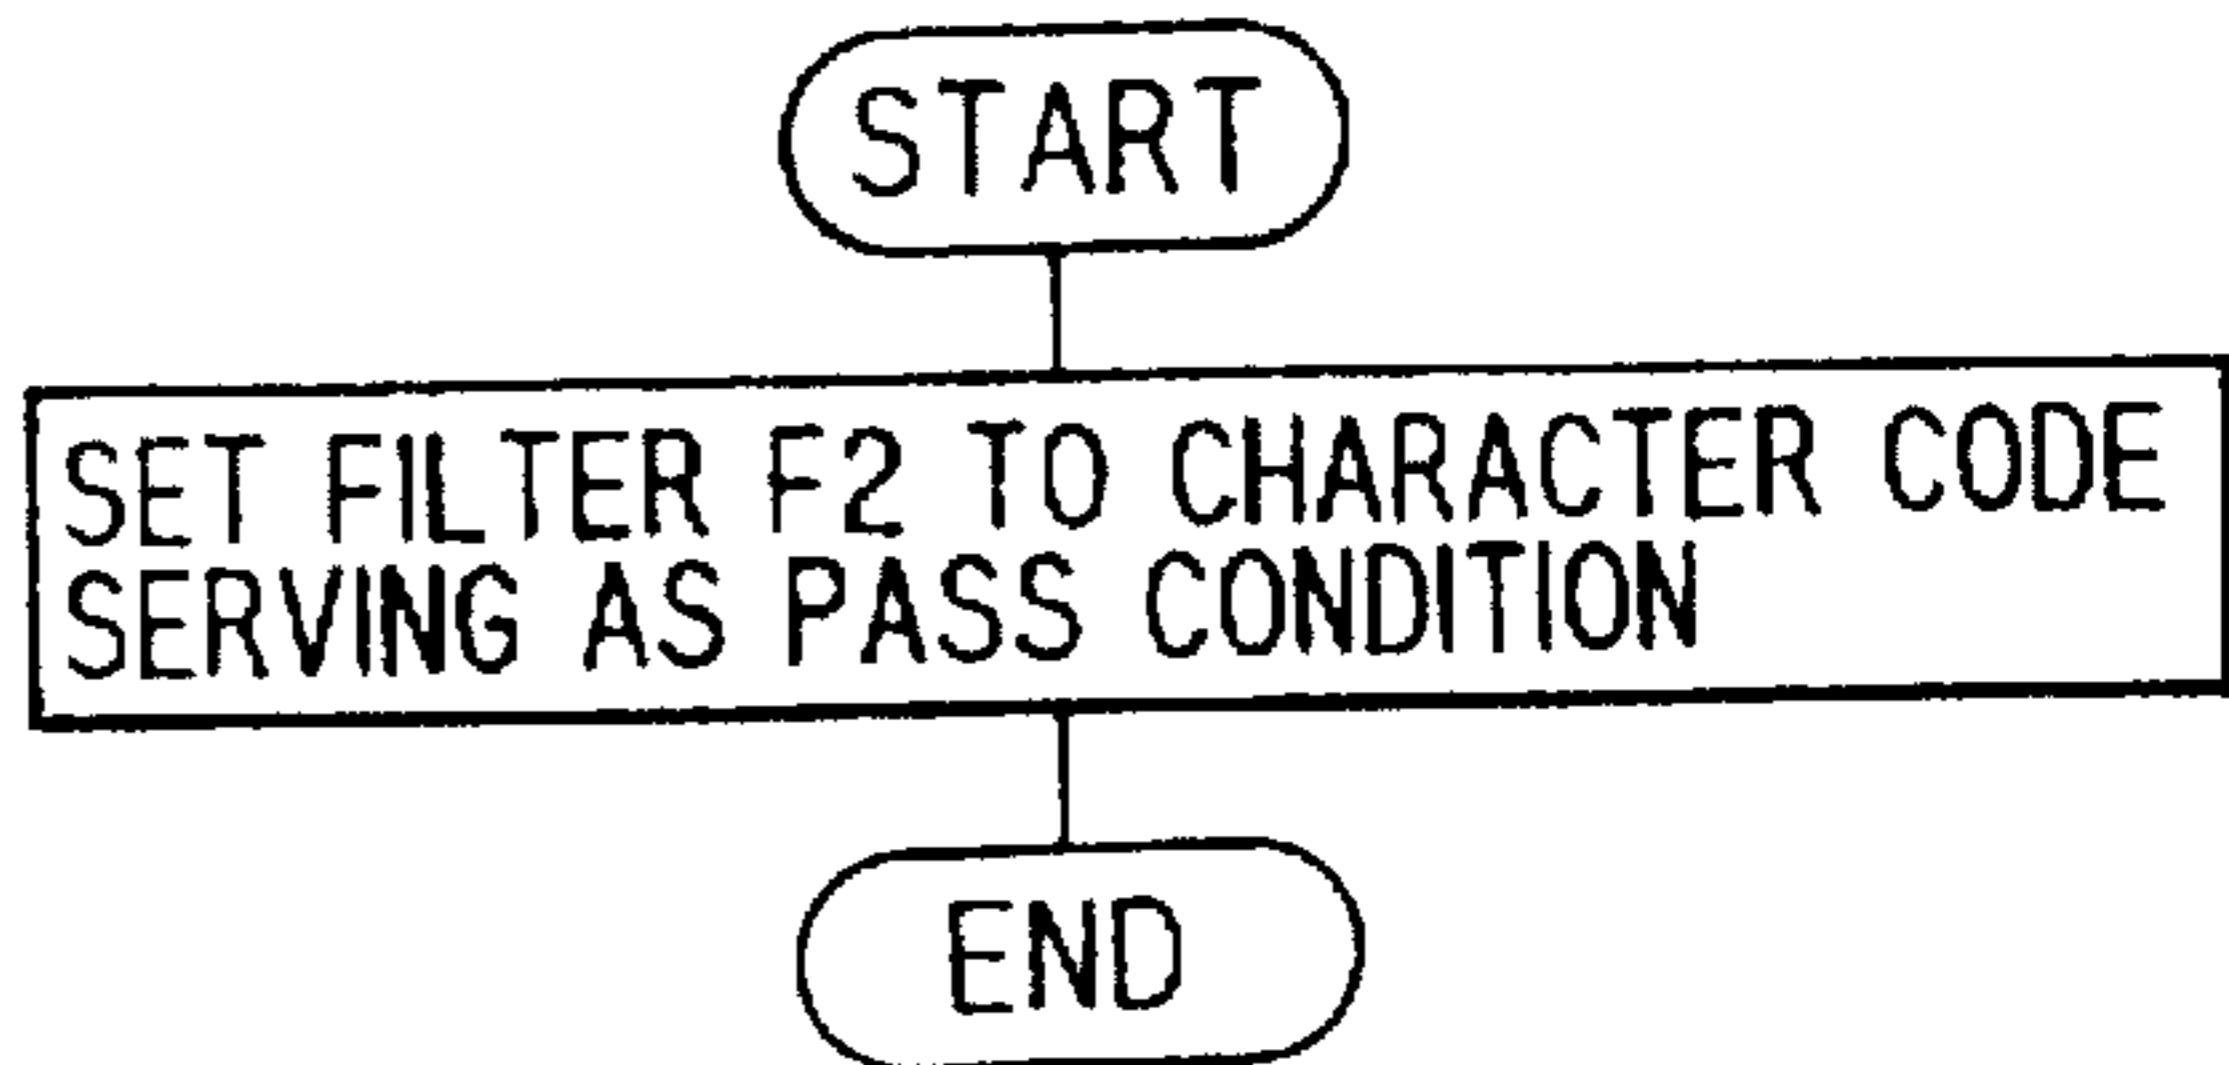 START
SET FILTER F2 TO CHARACTER CODE
SERVING AS PASS CONDITION
END